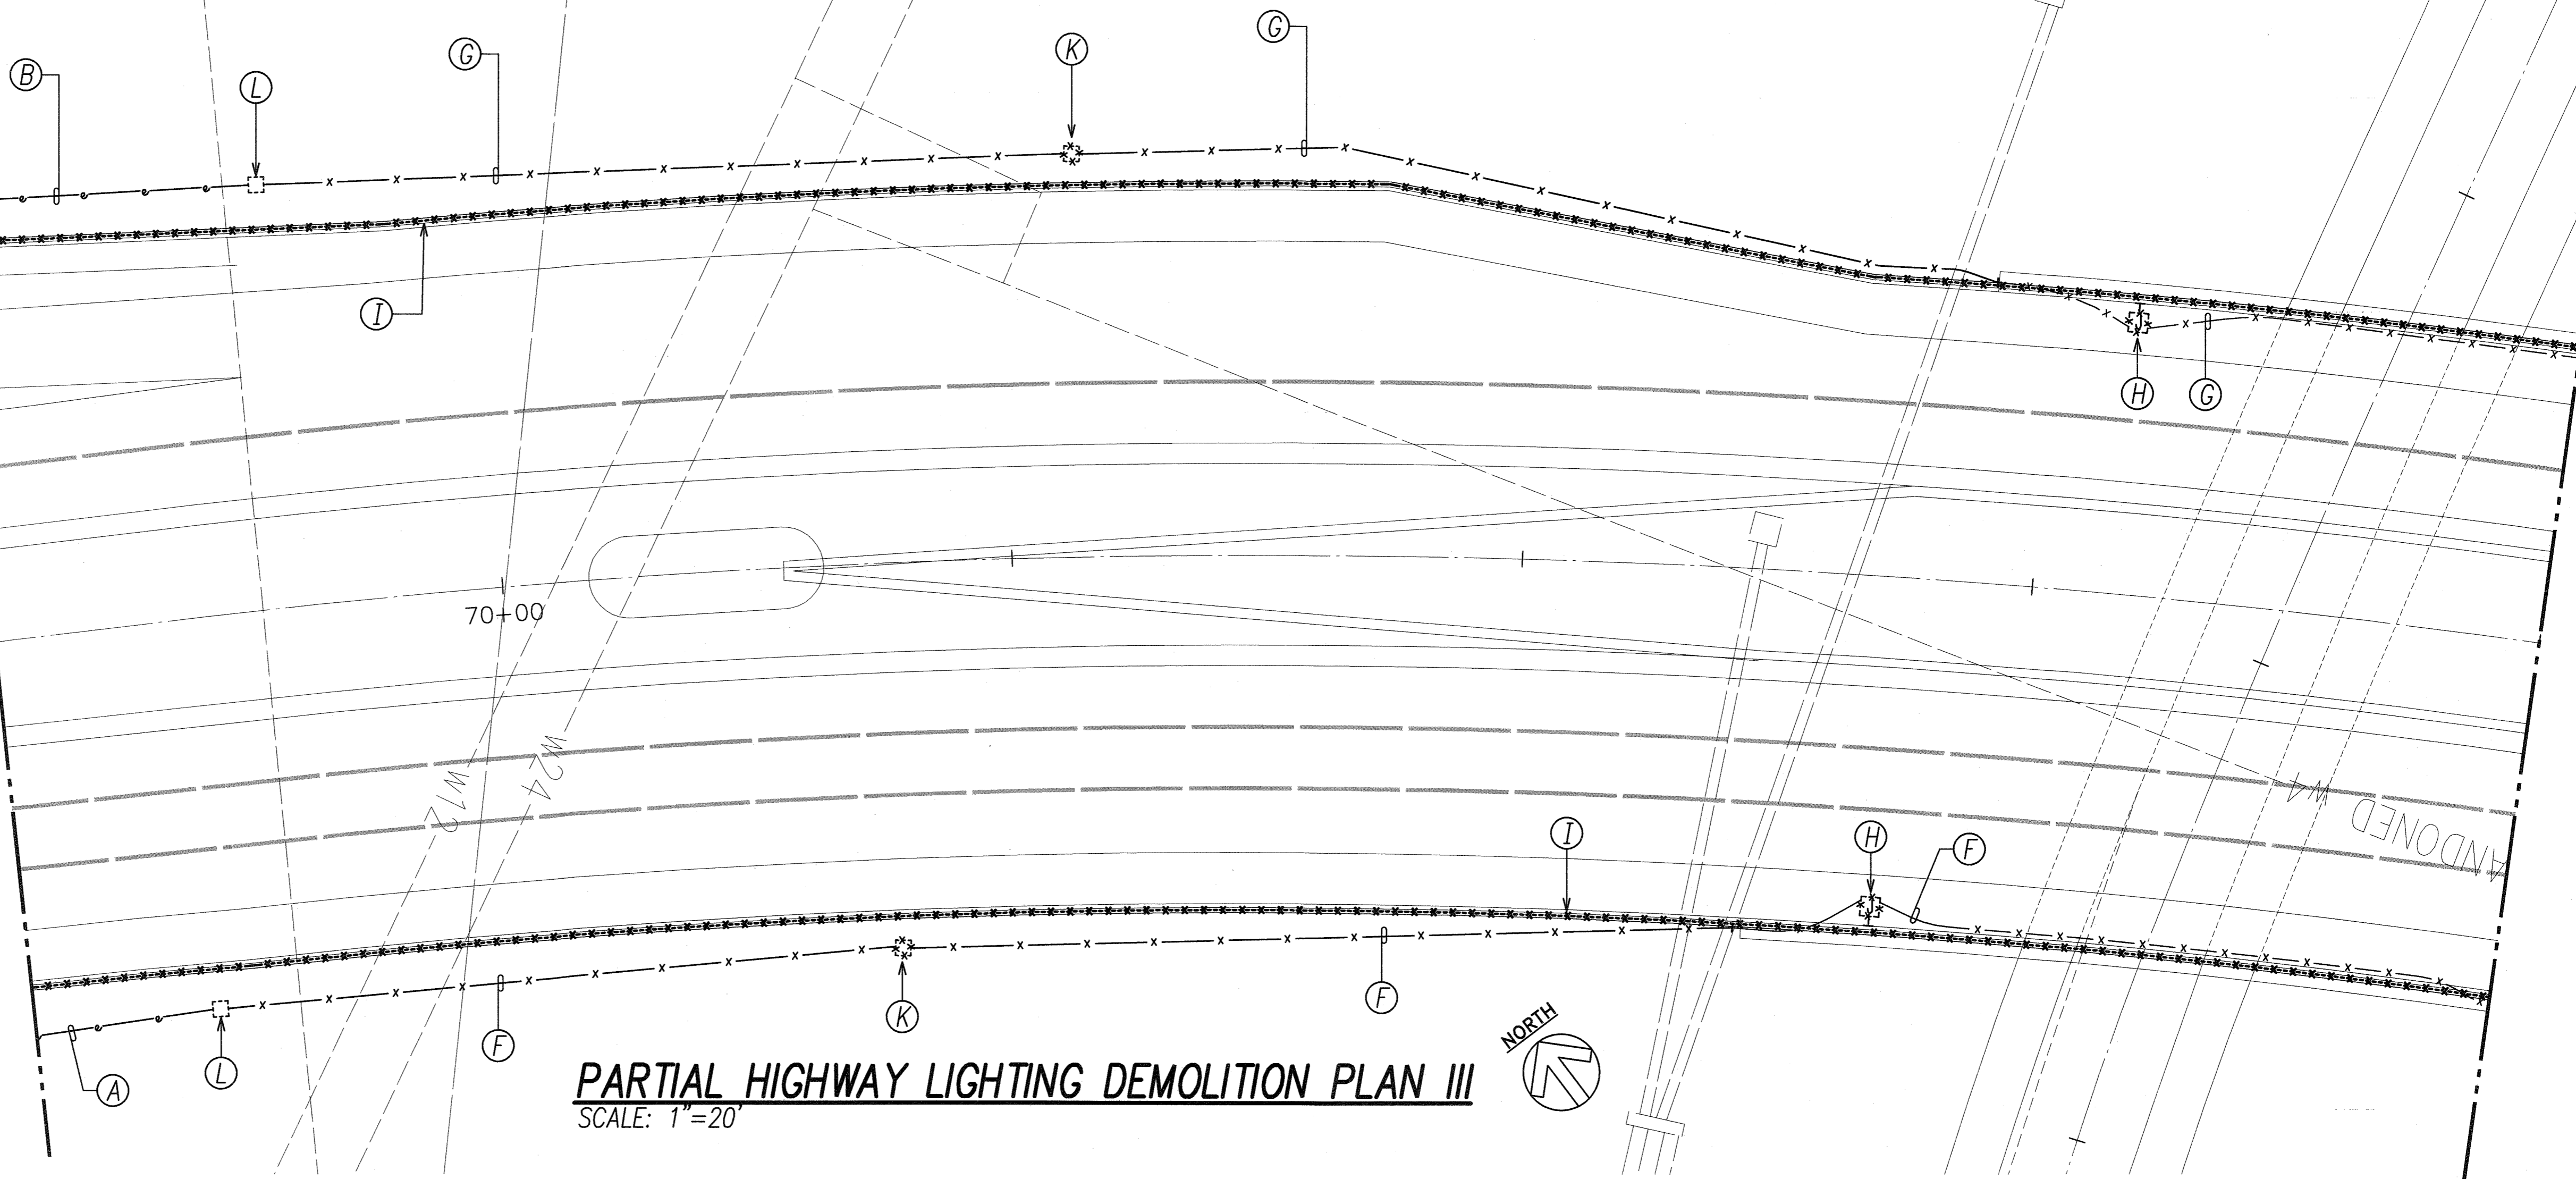 G
K
G
B
L
I
H
G
70+00
W12
W24
W4
ANDONED
I
H
F
A
L
F
K
F
NORTH
PARTIAL HIGHWAY LIGHTING DEMOLITION PLAN III
SCALE: 1"=20'